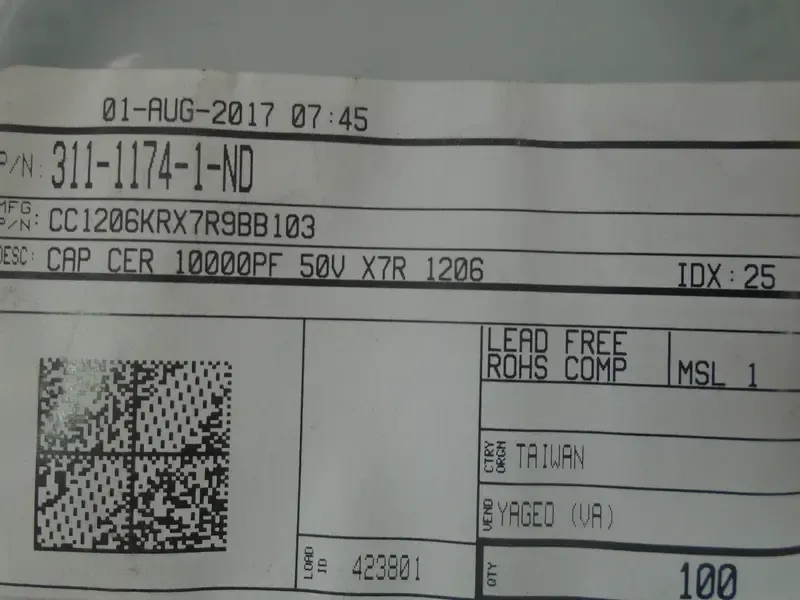 01-AUG-2017 07:45
P/N: 311-1174-1-ND
MFG P/N: CC1206KRX7R9BB103
DESC: CAP CER 10000PF 50V X7R 1206 IDX: 25
LEAD FREE
ROHS COMP
MSL 1
CTRY ORGN TAIWAN
VEND YAGEO (VA)
LOAD ID 423801
QTY 100